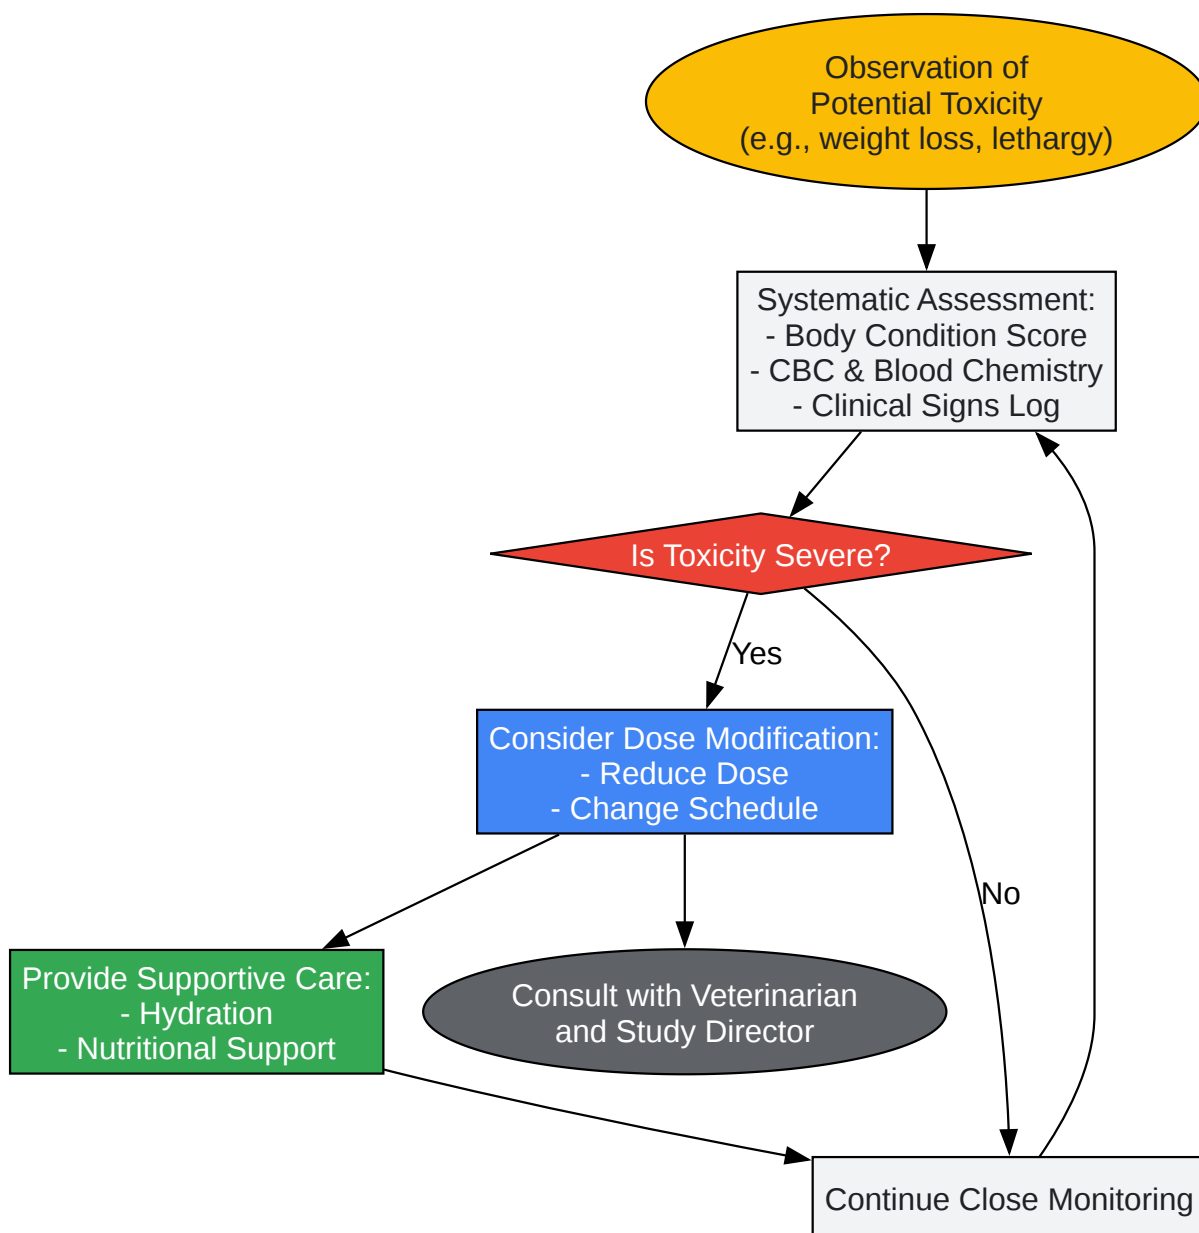 Observation of
Potential Toxicity
(e.g., weight loss, lethargy)
Systematic Assessment:
- Body Condition Score
- CBC & Blood Chemistry
- Clinical Signs Log
Is Toxicity Severe?
Yes
Consider Dose Modification:
- Reduce Dose
- Change Schedule
No
Provide Supportive Care:
- Hydration
- Nutritional Support
Consult with Veterinarian
and Study Director
Continue Close Monitoring